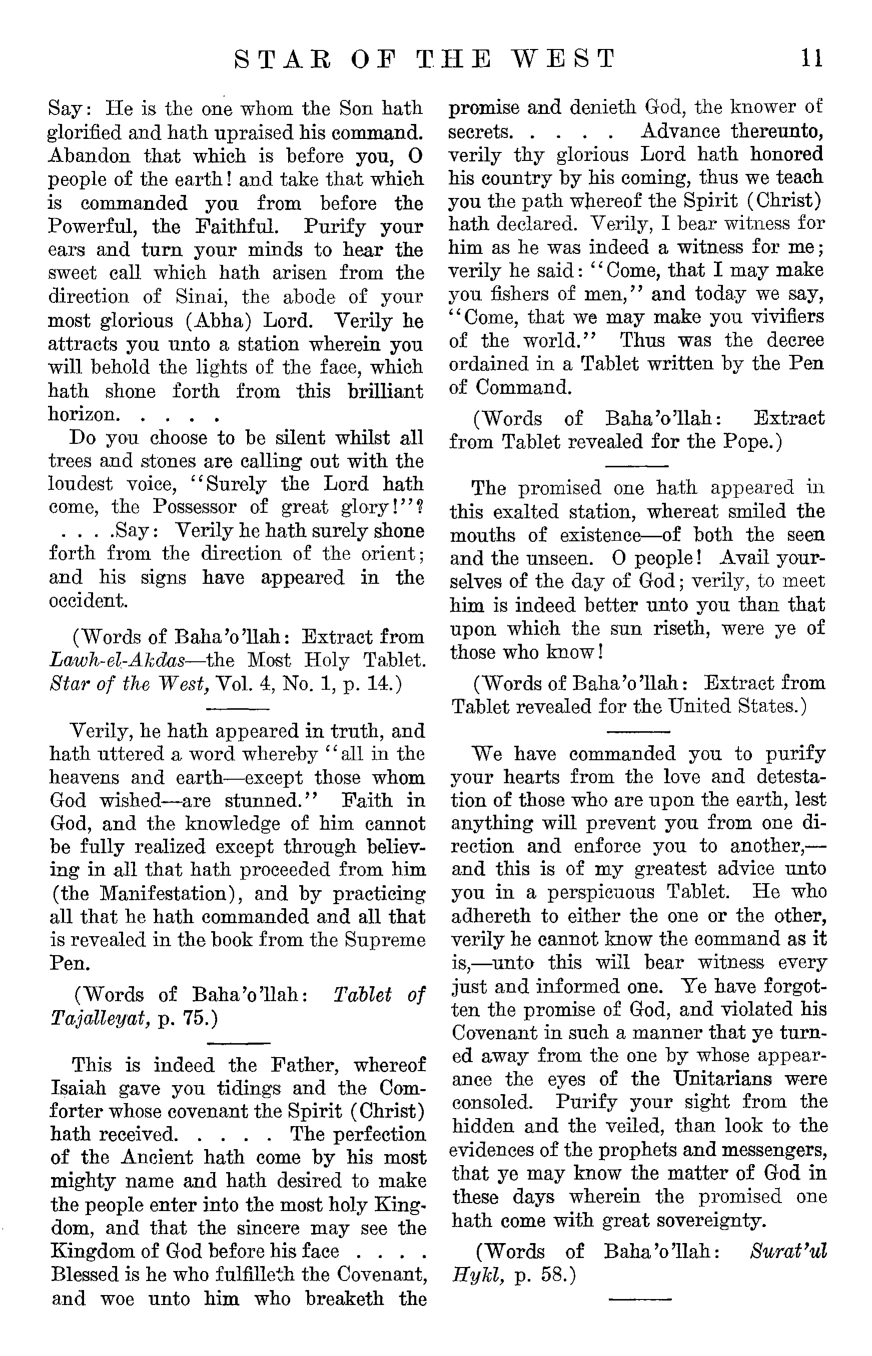 STAR OF THE WEST 11
Say: He is the one whom the Son hath
glorified and hath upraised his command.
Abandon that which is before you, O
people of the earth! and take that which
is commanded you from before the
Powerful, the Faithful. Purify your
ears and turn your minds to hear the
sweet call which hath arisen from the
direction of Sinai, the abode of your
most glorious (Abha) Lord. Verily he
attracts you unto a station wherein you
will behold the lights of the face, which
hath shone forth from this brilliant
horizon. . . . .
Do you choose to be silent whilst all
trees and stones are calling out with the
loudest voice, "Surely the Lord hath
come, the Possessor of great glory!"?
. . . .Say: Verily he hath surely shone
forth from the direction of the orient;
and his signs have appeared in the
occident.
(Words of Baha'o'llah: Extract from
Lawh-el-Akdas—the Most Holy Tablet.
Star of the West, Vol. 4, No. 1, p. 14.)
Verily, he hath appeared in truth, and
hath uttered a word whereby "all in the
heavens and earth—except those whom
God wished—are stunned." Faith in
God, and the knowledge of him cannot
be fully realized except through believ-
ing in all that hath proceeded from him
(the Manifestation), and by practicing
all that he hath commanded and all that
is revealed in the book from the Supreme
Pen.
(Words of Baha'o'llah: Tablet of
Tajalleyat, p. 75.)
This is indeed the Father, whereof
Isaiah gave you tidings and the Com-
forter whose covenant the Spirit (Christ)
hath received. . . . . The perfection
of the Ancient hath come by his most
mighty name and hath desired to make
the people enter into the most holy King-
dom, and that the sincere may see the
Kingdom of God before his face . . . .
Blessed is he who fulfilleth the Covenant,
and woe unto him who breaketh the
promise and denieth God, the knower of
secrets. . . . . Advance thereunto,
verily thy glorious Lord hath honored
his country by his coming, thus we teach
you the path whereof the Spirit (Christ)
hath declared. Verily, I bear witness for
him as he was indeed a witness for me;
verily he said: "Come, that I may make
you fishers of men," and today we say,
"Come, that we may make you vivifiers
of the world." Thus was the decree
ordained in a Tablet written by the Pen
of Command.
(Words of Baha'o'llah: Extract
from Tablet revealed for the Pope.)
The promised one hath appeared in
this exalted station, whereat smiled the
mouths of existence—of both the seen
and the unseen. O people! Avail your-
selves of the day of God; verily, to meet
him is indeed better unto you than that
upon which the sun riseth, were ye of
those who know!
(Words of Baha'o'llah: Extract from
Tablet revealed for the United States.)
We have commanded you to purify
your hearts from the love and detesta-
tion of those who are upon the earth, lest
anything will prevent you from one di-
rection and enforce you to another,—
and this is of my greatest advice unto
you in a perspicuous Tablet. He who
adhereth to either the one or the other,
verily he cannot know the command as it
is,—unto this will bear witness every
just and informed one. Ye have forgot-
ten the promise of God, and violated his
Covenant in such a manner that ye turn-
ed away from the one by whose appear-
ance the eyes of the Unitarians were
consoled. Purify your sight from the
hidden and the veiled, than look to the
evidences of the prophets and messengers,
that ye may know the matter of God in
these days wherein the promised one
hath come with great sovereignty.
(Words of Baha'o'llah: Surat'ul
Hykl, p. 58.)